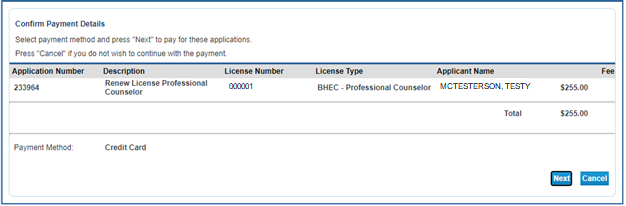 Confirm Payment Details
Select payment method and press "Next" to pay for these applications.
Press "Cancel" if you do not wish to continue with the payment.
Application Number Description License Number License Type Applicant Name Fee
233964 Renew License Professional Counselor 000001 BHEC - Professional Counselor MCTESTERSON, TESTY $255.00
Total $255.00
Payment Method: Credit Card
Next Cancel